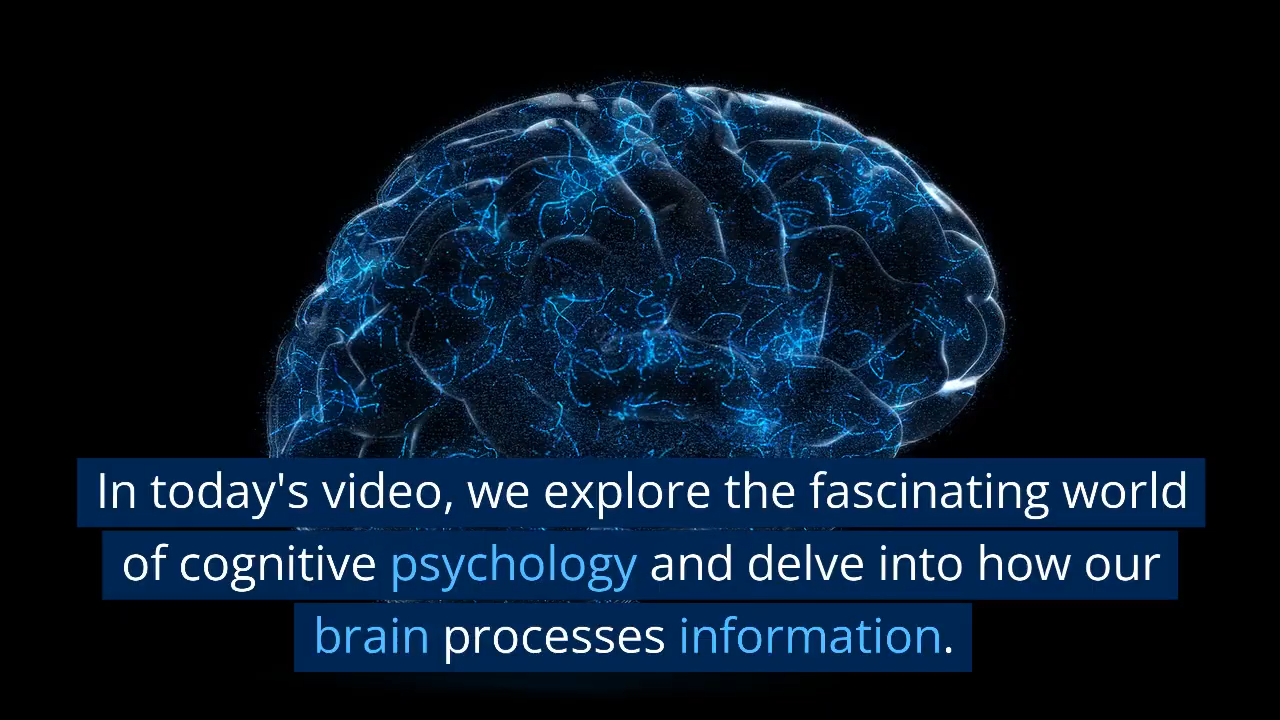 In today's video, we explore the fascinating world
of cognitive psychology and delve into how our
brain processes information.